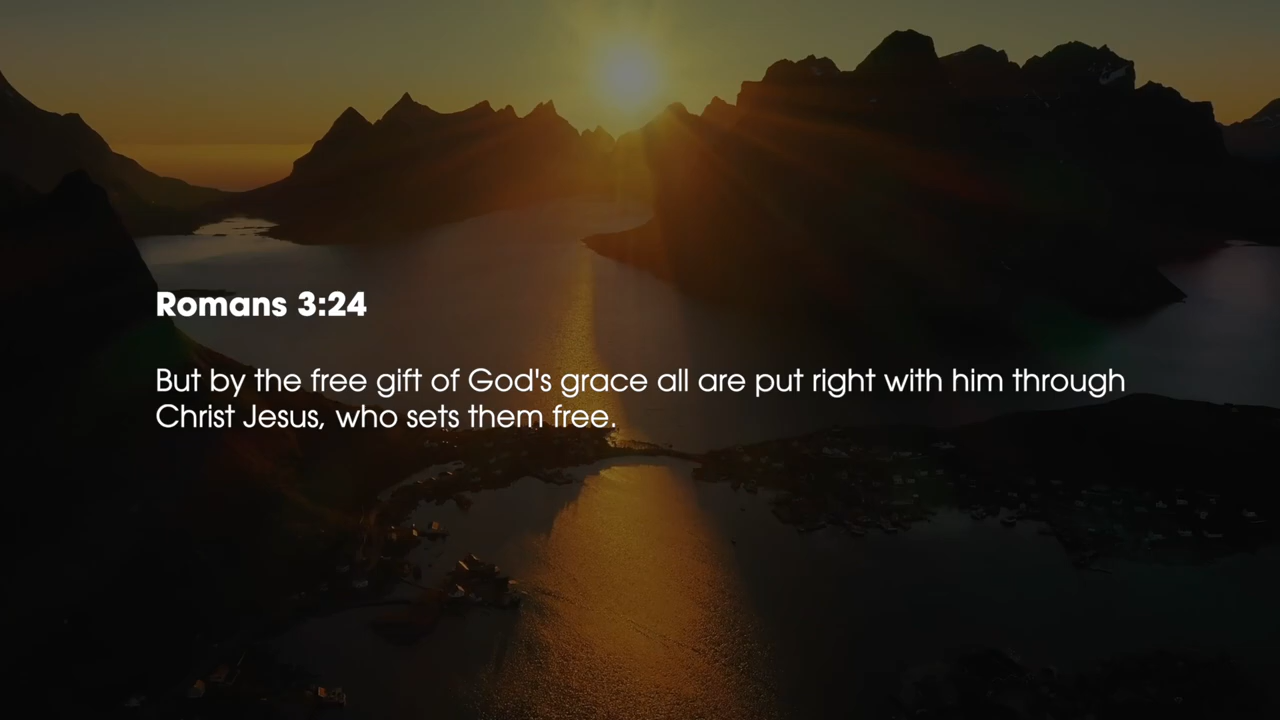 Romans 3:24
But by the free gift of God's grace all are put right with him through
Christ Jesus, who sets them free.